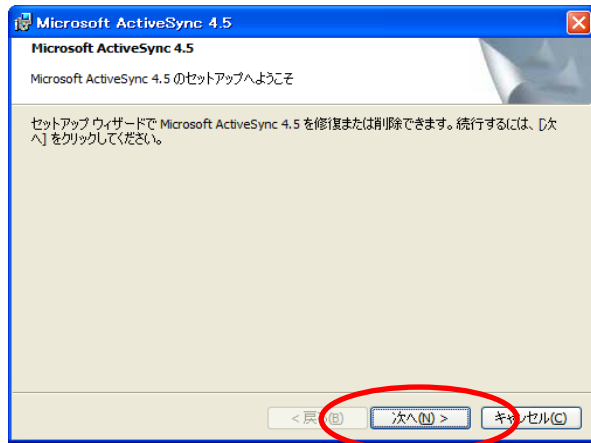 Microsoft ActiveSync 4.5
Microsoft ActiveSync 4.5
Microsoft ActiveSync 4.5 のセットアップへようこそ
セットアップ ウィザードで Microsoft ActiveSync 4.5 を修復または削除できます。続行するには、[次
へ] をクリックしてください。
< 戻る(B) 次へ(N) > キャンセル(C)